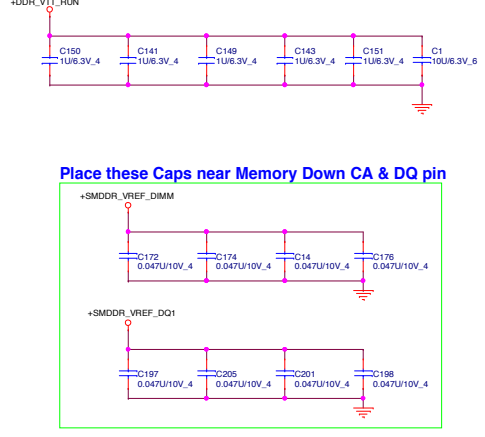 +DDR_VTT_RUN
C150 C141 C149 C143 C151 C1
1U/6.3V_4 1U/6.3V_4 1U/6.3V_4 1U/6.3V_4 1U/6.3V_4 10U/6.3V_6
Place these Caps near Memory Down CA & DQ pin
+SMDDR_VREF_DIMM
C172 C174 C14 C176
0.047U/10V_4 0.047U/10V_4 0.047U/10V_4 0.047U/10V_4
+SMDDR_VREF_DQ1
C197 C205 C201 C198
0.047U/10V_4 0.047U/10V_4 0.047U/10V_4 0.047U/10V_4